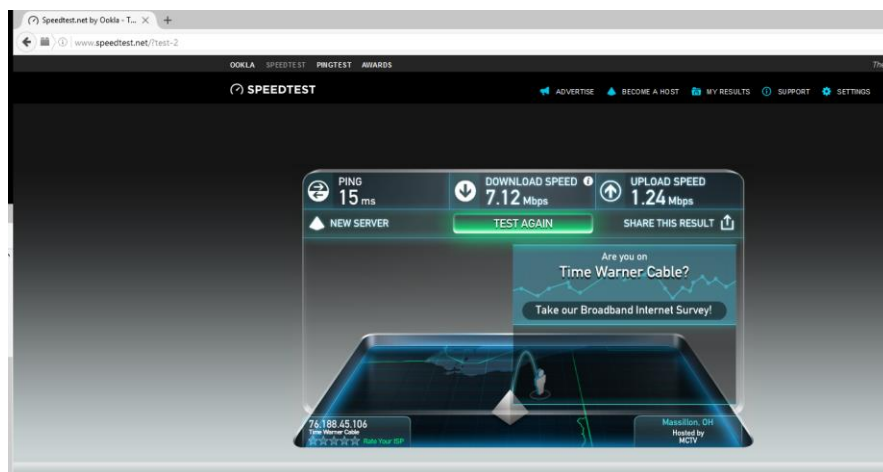 Speedtest.net by Ookla - T...
www.speedtest.net/?test-2
OOKLA SPEEDTEST PINGTEST AWARDS
The
SPEEDTEST
ADVERTISE BECOME A HOST MY RESULTS SUPPORT SETTINGS
PING
15 ms
DOWNLOAD SPEED
7.12 Mbps
UPLOAD SPEED
1.24 Mbps
NEW SERVER
TEST AGAIN
SHARE THIS RESULT
Are you on
Time Warner Cable?
Take our Broadband Internet Survey!
76.188.45.106
Time Warner Cable
Rate Your ISP
Massillon, OH
Hosted by
MCTV